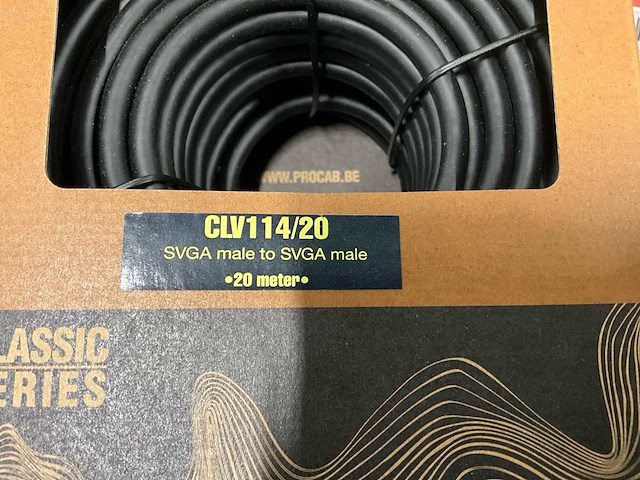 WWW.PROCAB.BE
CLV114/20
SVGA male to SVGA male
•20 meter•
LASSIC
ERIES